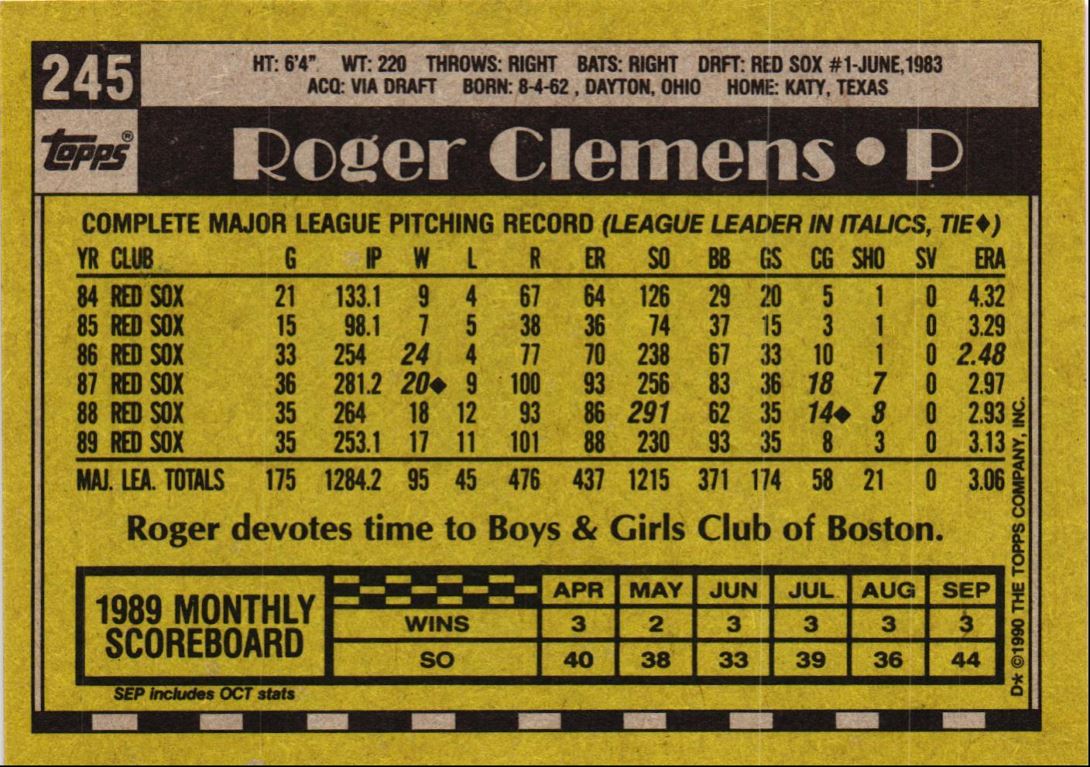 245
HT: 6'4" WT: 220 THROWS: RIGHT BATS: RIGHT DRFT: RED SOX #1-JUNE,1983
ACQ: VIA DRAFT BORN: 8-4-62 , DAYTON, OHIO HOME: KATY, TEXAS
Topps®
Roger Clemens • P
COMPLETE MAJOR LEAGUE PITCHING RECORD (LEAGUE LEADER IN ITALICS, TIE♦)
YR CLUB G IP W L R ER SO BB GS CG SHO SV ERA
84 RED SOX 21 133.1 9 4 67 64 126 29 20 5 1 0 4.32
85 RED SOX 15 98.1 7 5 38 36 74 37 15 3 1 0 3.29
86 RED SOX 33 254 24 4 77 70 238 67 33 10 1 0 2.48
87 RED SOX 36 281.2 20♦ 9 100 93 256 83 36 18 7 0 2.97
88 RED SOX 35 264 18 12 93 86 291 62 35 14♦ 8 0 2.93
89 RED SOX 35 253.1 17 11 101 88 230 93 35 8 3 0 3.13
MAJ. LEA. TOTALS 175 1284.2 95 45 476 437 1215 371 174 58 21 0 3.06
Roger devotes time to Boys & Girls Club of Boston.
1989 MONTHLY
SCOREBOARD
APR MAY JUN JUL AUG SEP
WINS 3 2 3 3 3 3
SO 40 38 33 39 36 44
SEP includes OCT stats
D* ©1990 THE TOPPS COMPANY, INC.